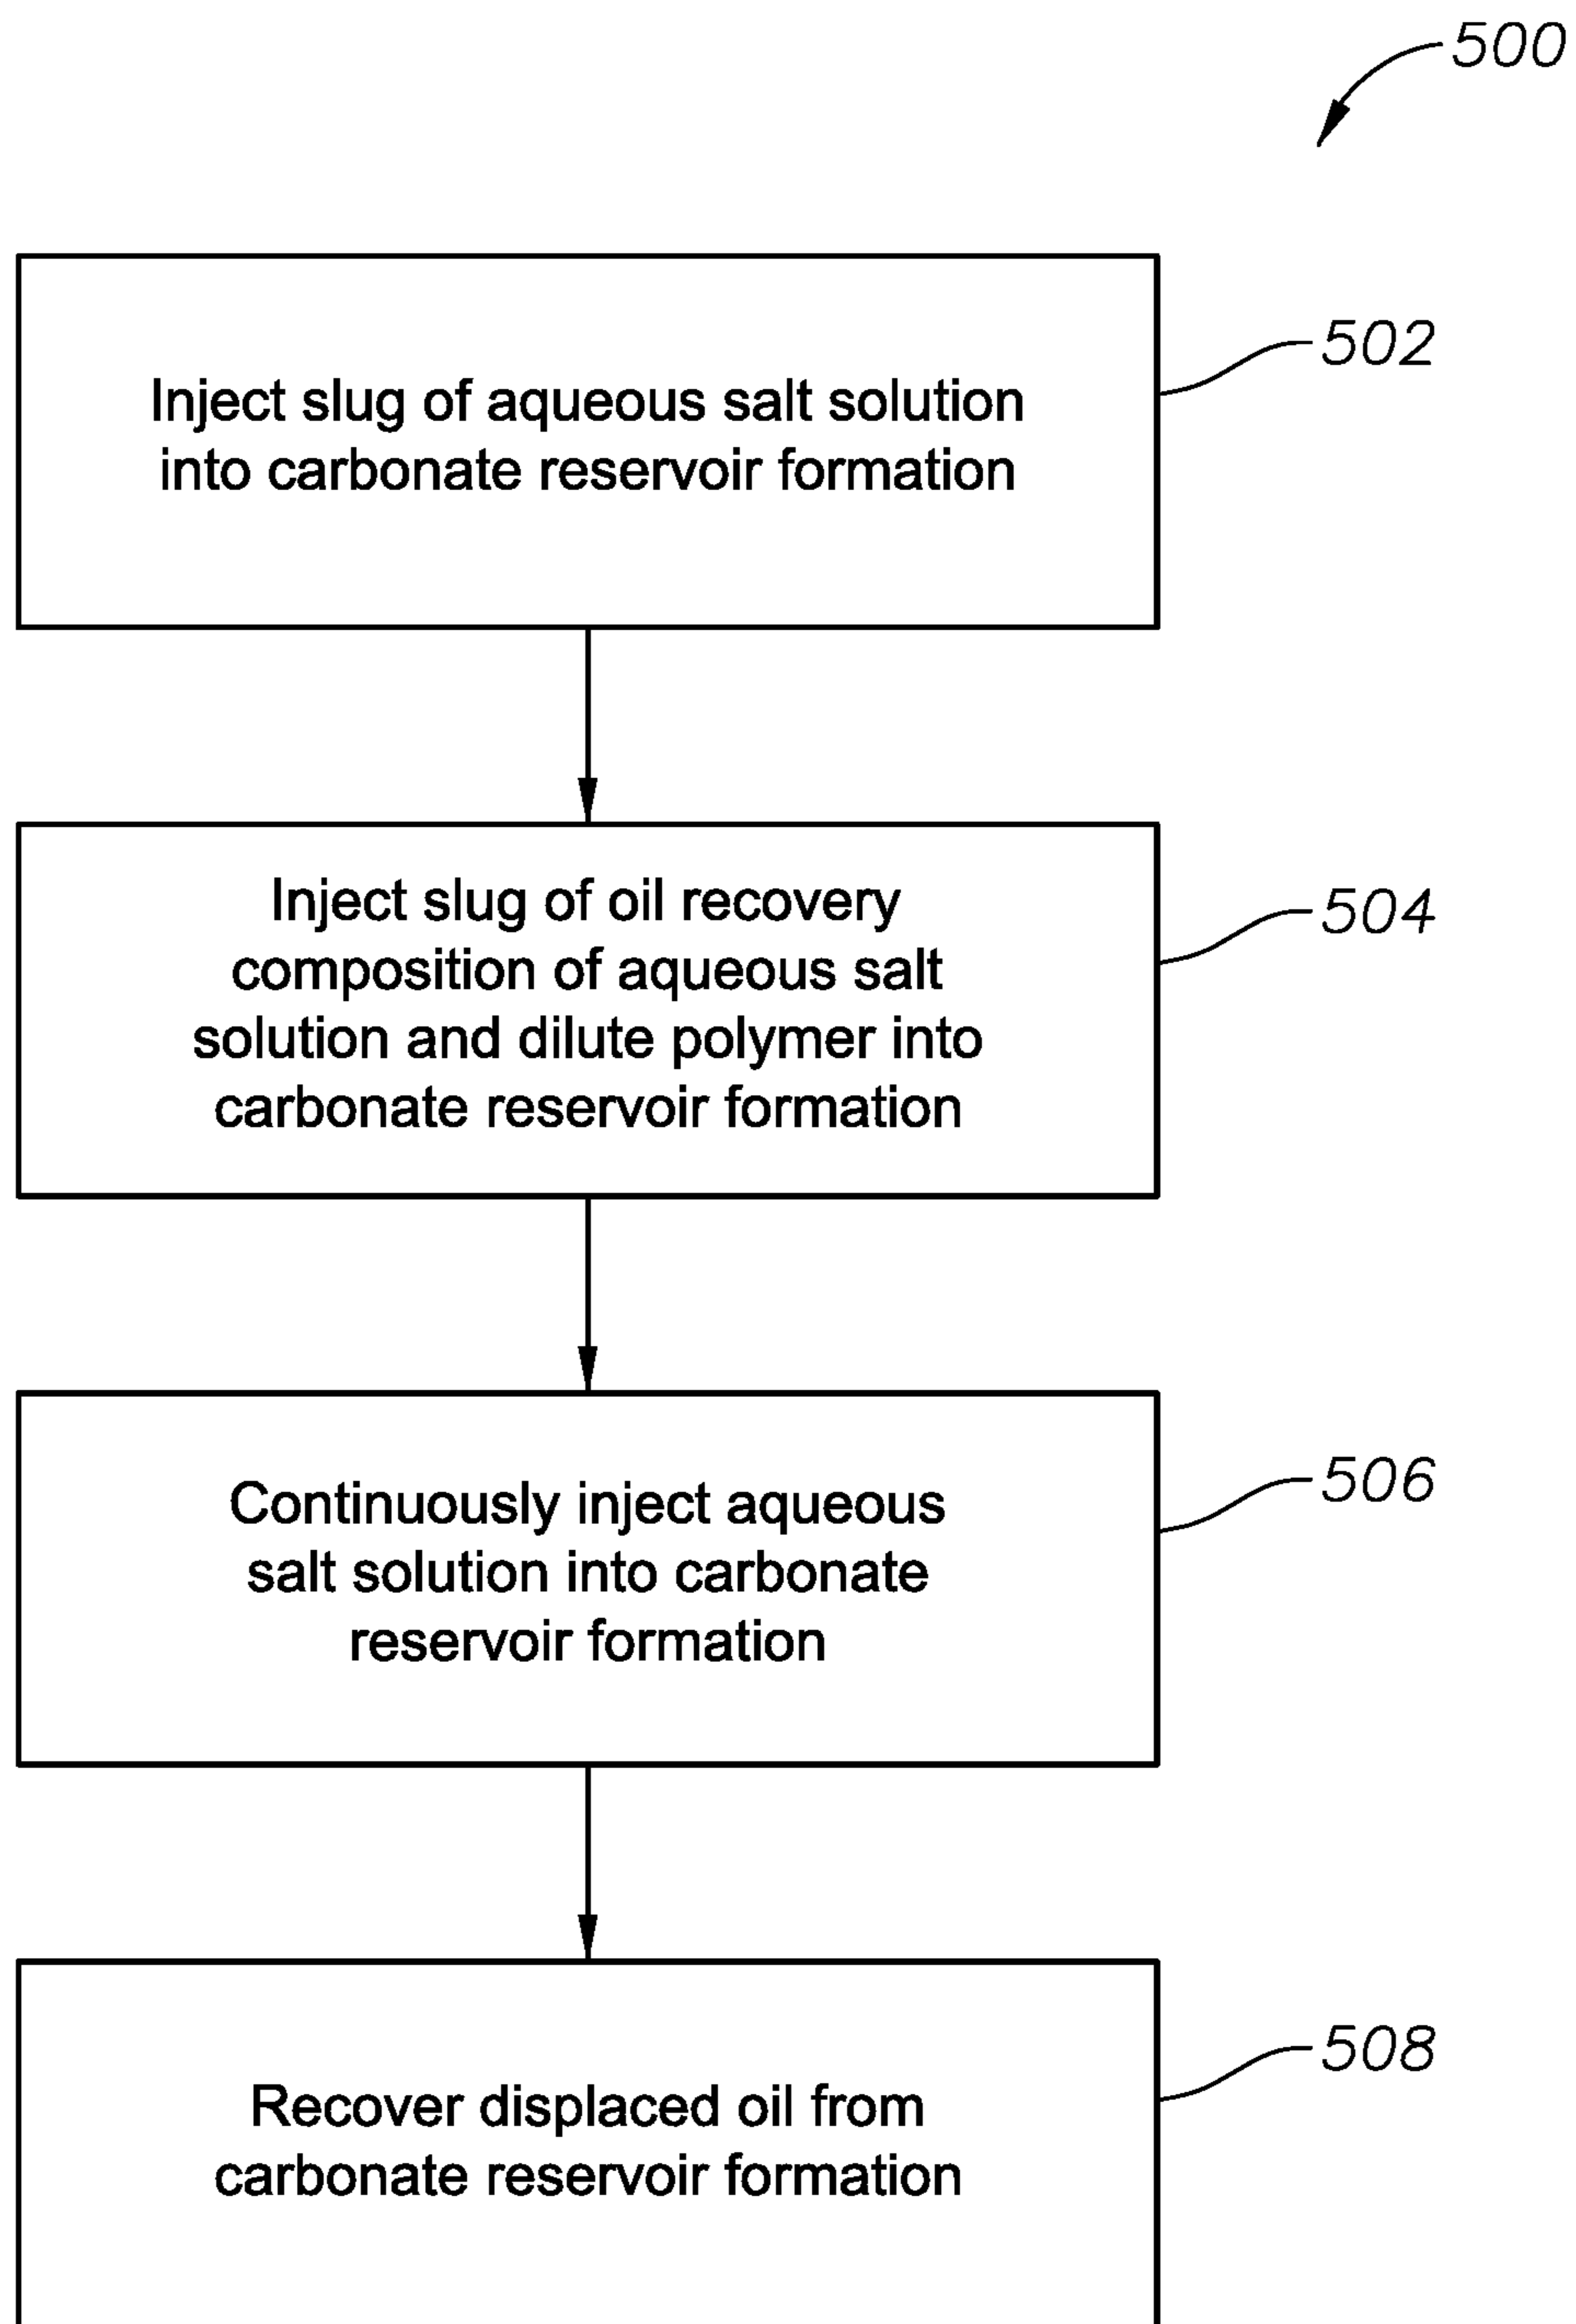 500
Inject slug of aqueous salt solution
into carbonate reservoir formation
502
Inject slug of oil recovery
composition of aqueous salt
solution and dilute polymer into
carbonate reservoir formation
504
Continuously inject aqueous
salt solution into carbonate
reservoir formation
506
Recover displaced oil from
carbonate reservoir formation
508